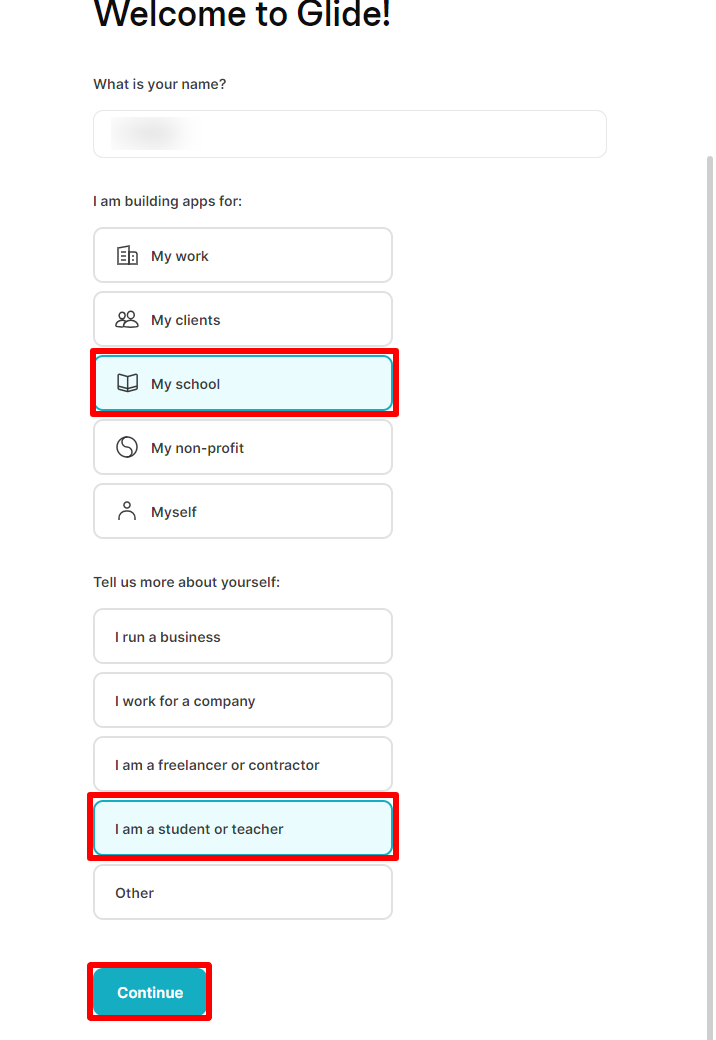 Welcome to Glide!
What is your name?
I am building apps for:
My work
My clients
My school
My non-profit
Myself
Tell us more about yourself:
I run a business
I work for a company
I am a freelancer or contractor
I am a student or teacher
Other
Continue